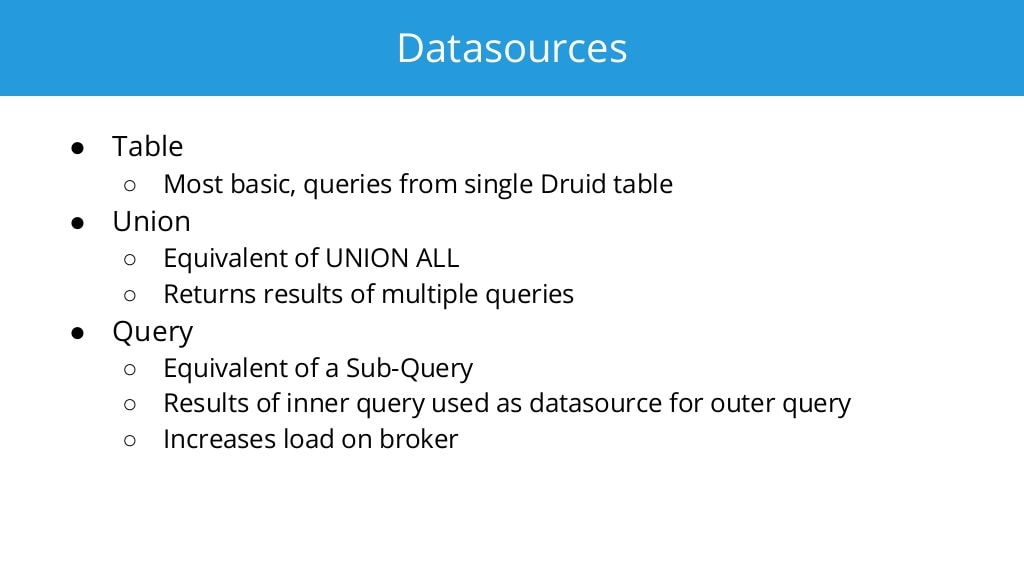 Datasources
● Table
○ Most basic, queries from single Druid table
● Union
○ Equivalent of UNION ALL
○ Returns results of multiple queries
● Query
○ Equivalent of a Sub-Query
○ Results of inner query used as datasource for outer query
○ Increases load on broker